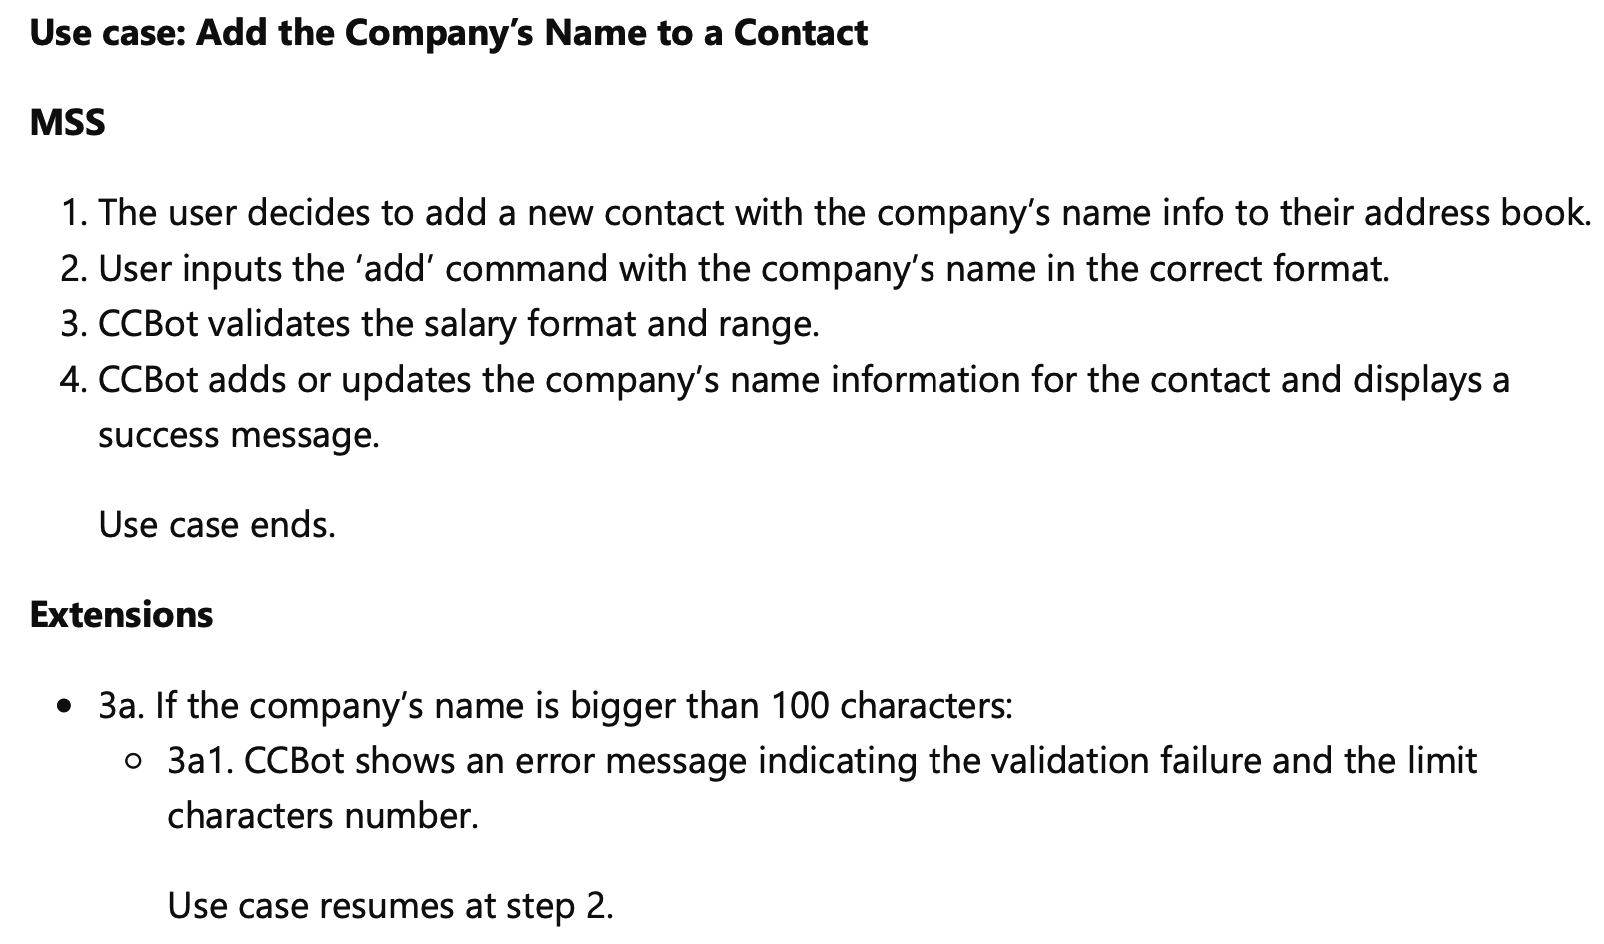 Use case: Add the Company’s Name to a Contact
MSS
1. The user decides to add a new contact with the company’s name info to their address book.
2. User inputs the ‘add’ command with the company’s name in the correct format.
3. CCBot validates the salary format and range.
4. CCBot adds or updates the company’s name information for the contact and displays a
success message.
Use case ends.
Extensions
• 3a. If the company’s name is bigger than 100 characters:
○ 3a1. CCBot shows an error message indicating the validation failure and the limit
characters number.
Use case resumes at step 2.